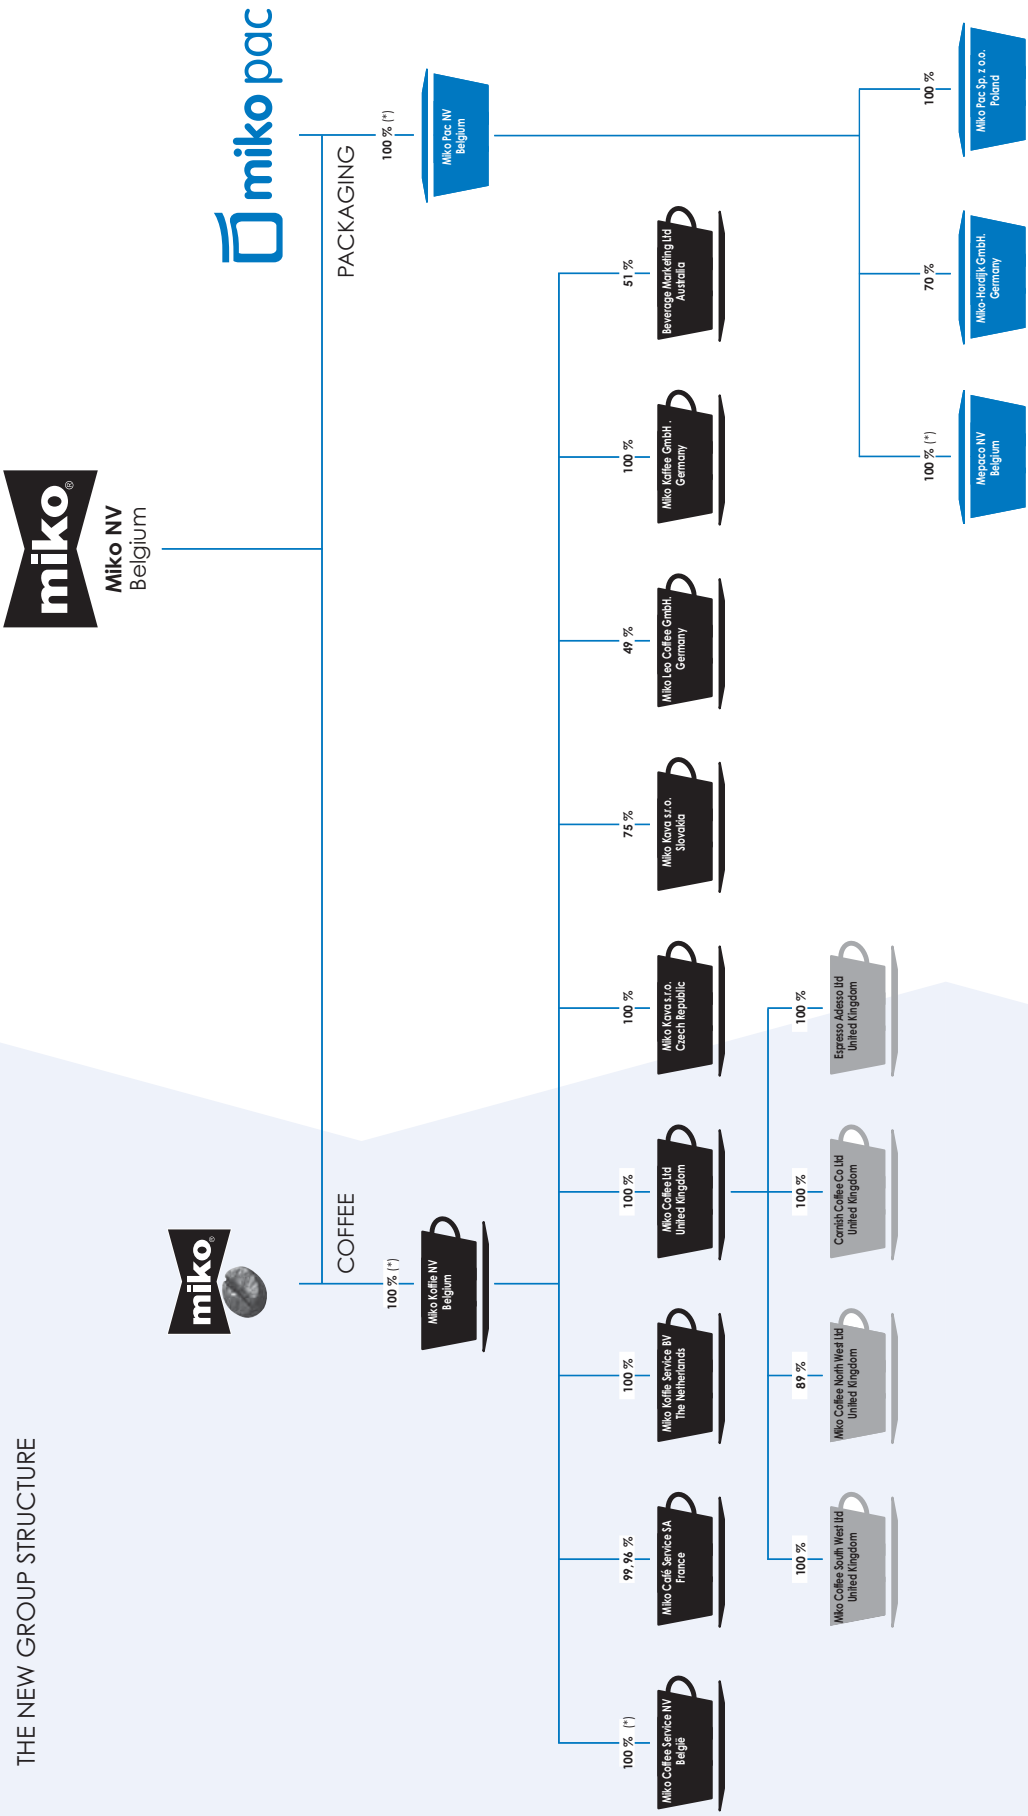 THE NEW GROUP STRUCTURE
miko®
Miko NV
Belgium
miko®
miko pac
COFFEE
PACKAGING
100 % (*)
Miko Koffie NV
Belgium
100 % (*)
Miko Pac NV
Belgium
100 % (*)
Miko Coffee Service NV
België
99,96 %
Miko Café Service SA
France
100 %
Miko Koffie Service BV
The Netherlands
100 %
Miko Coffee Ltd
United Kingdom
100 %
Miko Kava s.r.o.
Czech Republic
75 %
Miko Kava s.r.o.
Slovakia
49 %
Miko Leo Coffee GmbH.
Germany
100 %
Miko Kaffee GmbH .
Germany
51 %
Beverage Marketing Ltd
Australia
100 %
Miko Coffee South West Ltd
United Kingdom
89 %
Miko Coffee North West Ltd
United Kingdom
100 %
Cornish Coffee Co Ltd
United Kingdom
100 %
Espresso Adesso Ltd
United Kingdom
100 % (*)
Mepaco NV
Belgium
70 %
Miko-Hordijk GmbH.
Germany
100 %
Miko Pac Sp. z o.o.
Poland